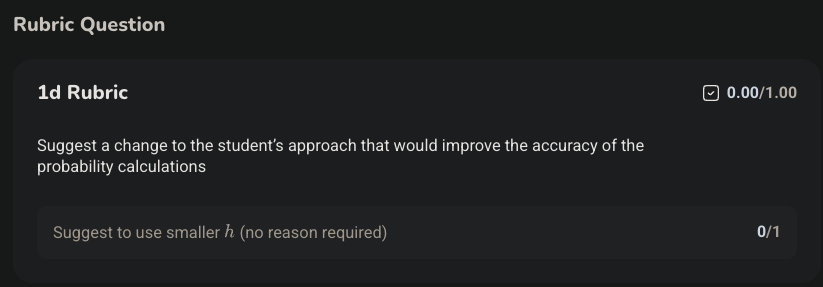 Rubric Question
1d Rubric
0.00/1.00
Suggest a change to the student’s approach that would improve the accuracy of the
probability calculations
Suggest to use smaller h (no reason required)
0/1